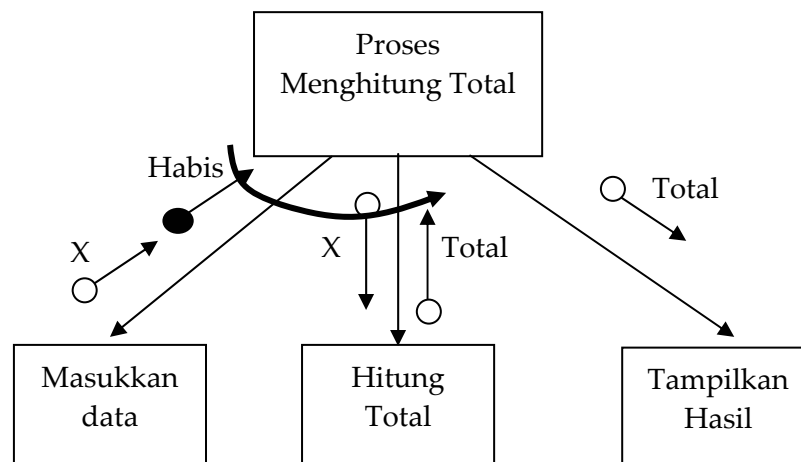 Proses
Menghitung Total
Habis
Total
X
X
Total
Masukkan
data
Hitung
Total
Tampilkan
Hasil